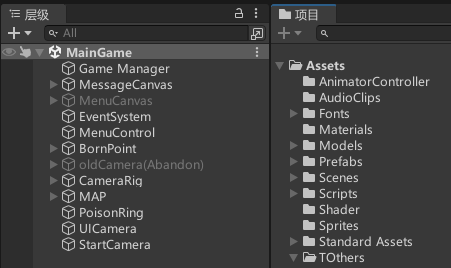 层级
All
MainGame
Game Manager
MessageCanvas
MenuCanvas
EventSystem
MenuControl
BornPoint
oldCamera(Abandon)
CameraRig
MAP
PoisonRing
UICamera
StartCamera
项目
Assets
AnimatorController
AudioClips
Fonts
Materials
Models
Prefabs
Scenes
Scripts
Shader
Sprites
Standard Assets
TOthers